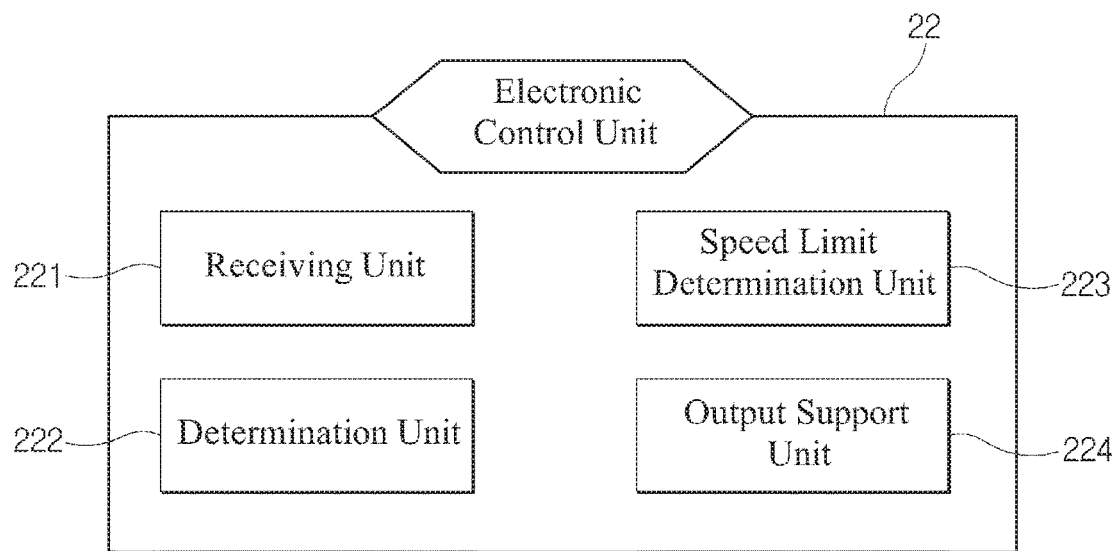 22
Electronic
Control Unit
221
Receiving Unit
Speed Limit
Determination Unit
223
222
Determination Unit
Output Support
Unit
224